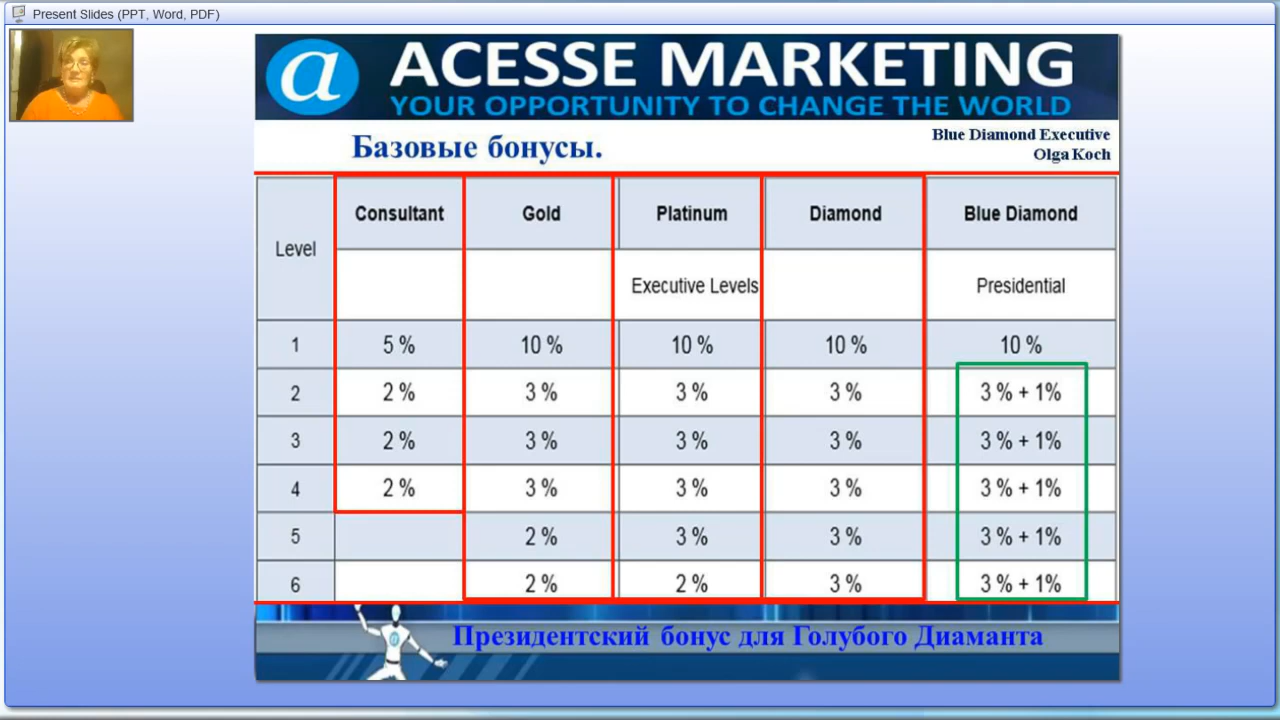 Present Slides (PPT, Word, PDF)
a ACESSE MARKETING
YOUR OPPORTUNITY TO CHANGE THE WORLD
Базовые бонусы.
Blue Diamond Executive
Olga Koch
Level Consultant Gold Platinum Diamond Blue Diamond
Executive Levels Presidential
1 5 % 10 % 10 % 10 % 10 %
2 2 % 3 % 3 % 3 % 3 % + 1%
3 2 % 3 % 3 % 3 % 3 % + 1%
4 2 % 3 % 3 % 3 % 3 % + 1%
5 2 % 3 % 3 % 3 % + 1%
6 2 % 2 % 3 % 3 % + 1%
Президентский бонус для Голубого Диаманта